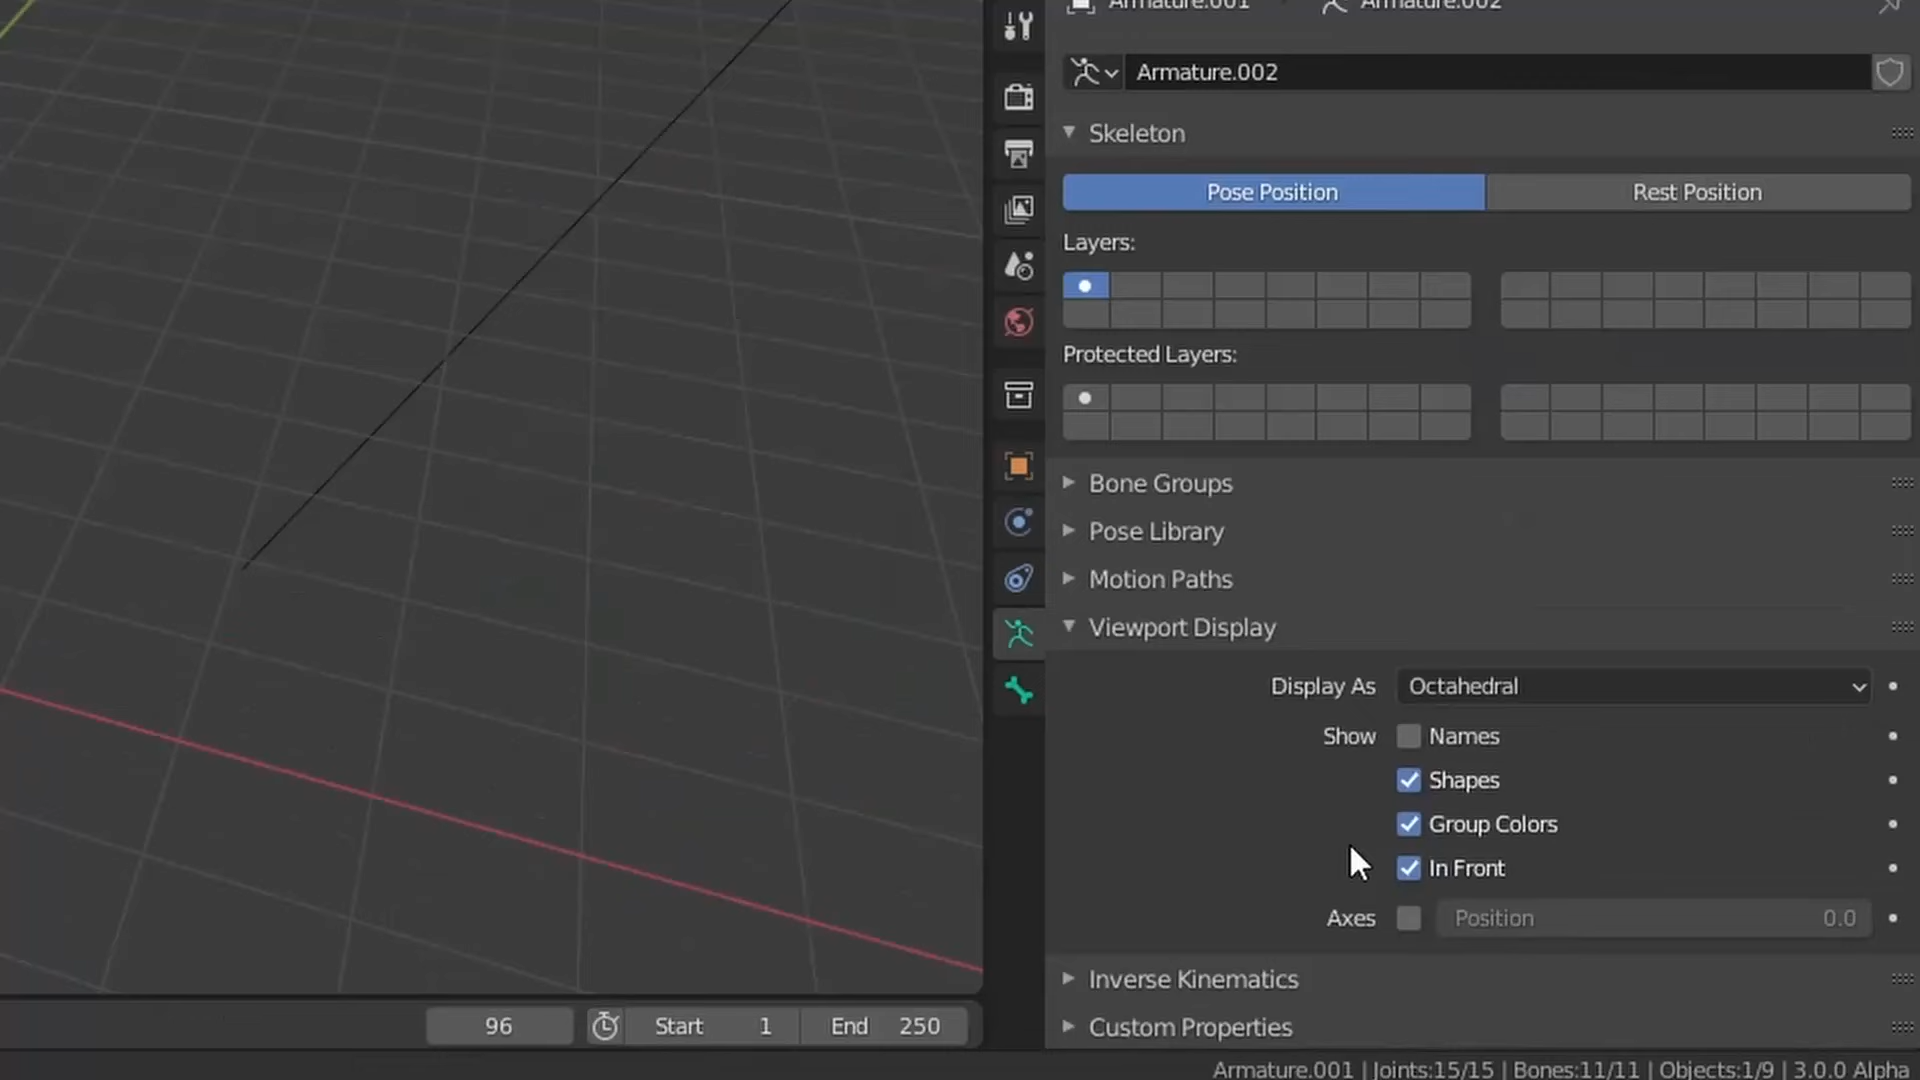 Armature.001 Armature.002
Armature.002
Skeleton
Pose Position Rest Position
Layers:
Protected Layers:
Bone Groups
Pose Library
Motion Paths
Viewport Display
Display As Octahedral
Show Names
Shapes
Group Colors
In Front
Axes Position 0.0
Inverse Kinematics
Custom Properties
96 Start 1 End 250
Armature.001 | Joints:15/15 | Bones:11/11 | Objects:1/9 | 3.0.0 Alpha